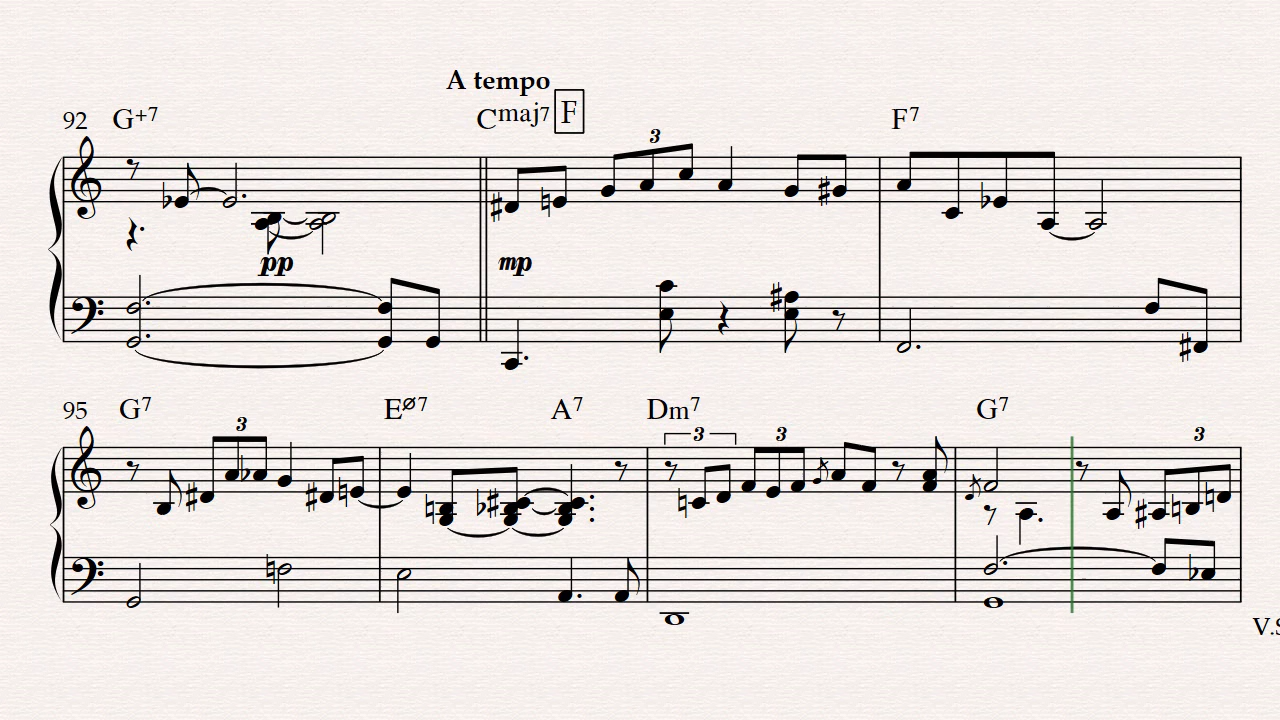 A tempo
92 G+7 Cmaj7 F F7
3
pp mp
95 G7 Eø7 A7 Dm7 G7
3 3 3 3
V.S